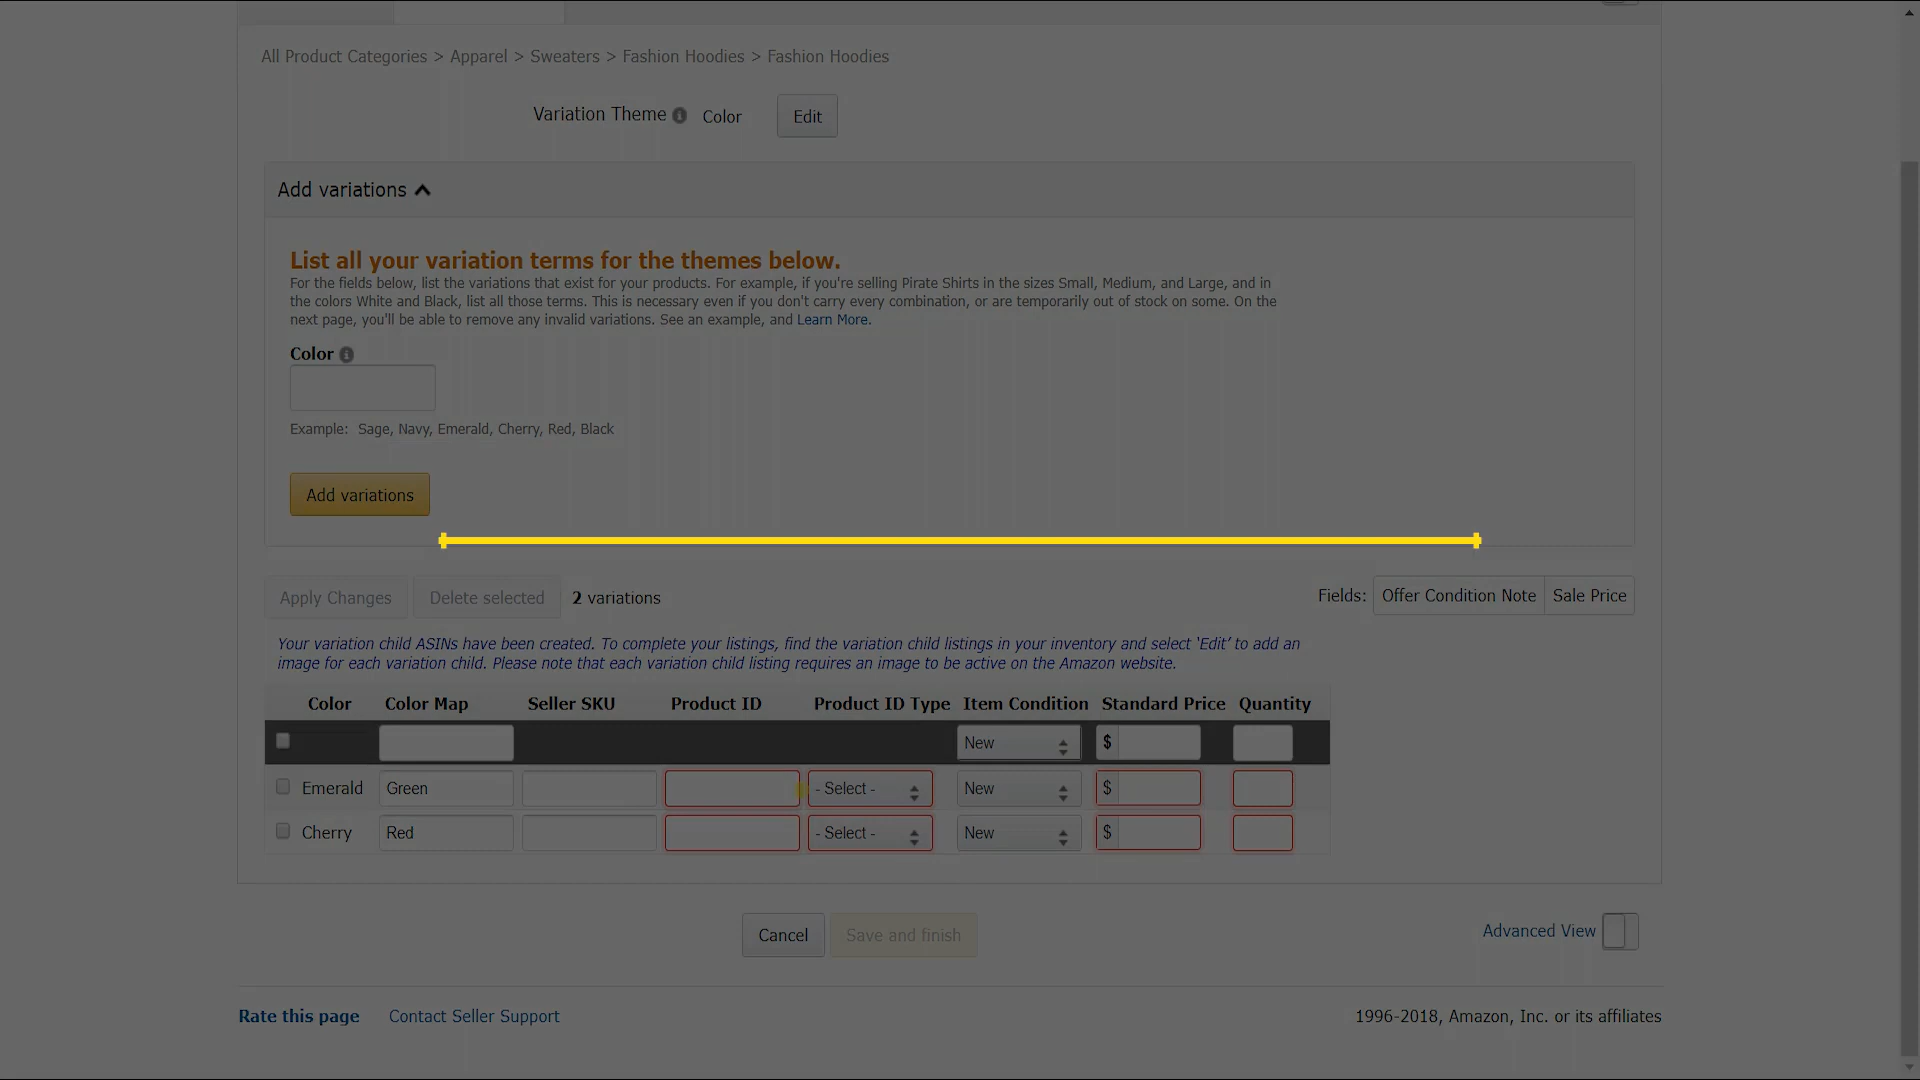 All Product Categories > Apparel > Sweaters > Fashion Hoodies > Fashion Hoodies
Variation Theme Color Edit
Add variations
List all your variation terms for the themes below.
For the fields below, list the variations that exist for your products. For example, if you're selling Pirate Shirts in the sizes Small, Medium, and Large, and in
the colors White and Black, list all those terms. This is necessary even if you don't carry every combination, or are temporarily out of stock on some. On the
next page, you'll be able to remove any invalid variations. See an example, and Learn More.
Color
Example: Sage, Navy, Emerald, Cherry, Red, Black
Add variations
Apply Changes Delete selected 2 variations Fields: Offer Condition Note Sale Price
Your variation child ASINs have been created. To complete your listings, find the variation child listings in your inventory and select ‘Edit’ to add an
image for each variation child. Please note that each variation child listing requires an image to be active on the Amazon website.
Color Color Map Seller SKU Product ID Product ID Type Item Condition Standard Price Quantity
New $
Emerald Green - Select - New $
Cherry Red - Select - New $
Cancel Save and finish Advanced View
Rate this page Contact Seller Support 1996-2018, Amazon, Inc. or its affiliates